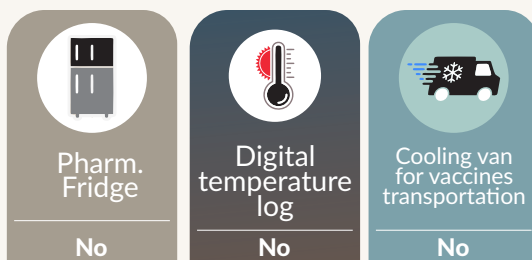 Pharm.
Fridge
No
Digital
temperature
log
No
Cooling van
for vaccines
transportation
No